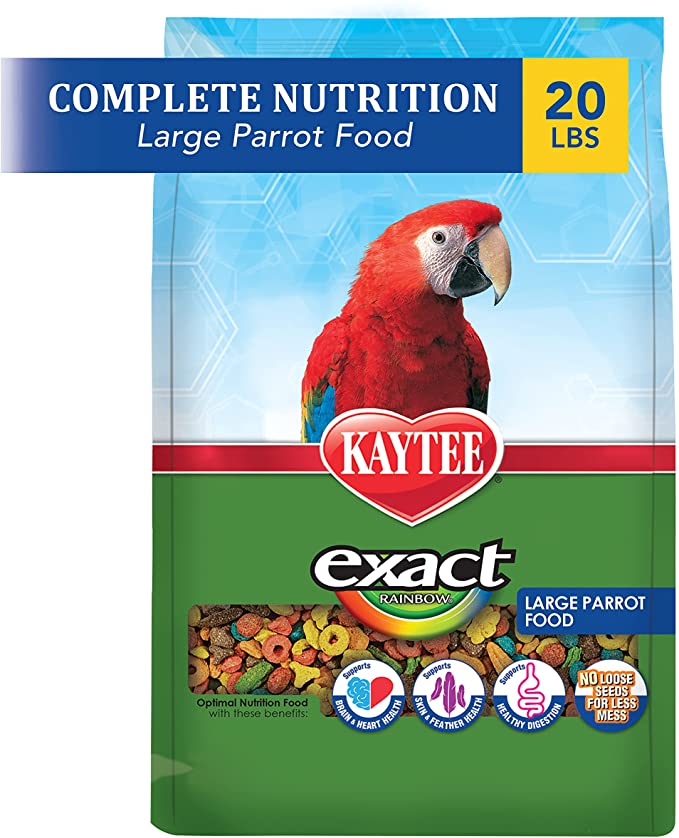 COMPLETE NUTRITION
Large Parrot Food
20
LBS
KAYTEE®
exact
RAINBOW®
LARGE PARROT
FOOD
Optimal Nutrition Food
with these benefits:
Supports
BRAIN & HEART HEALTH
Supports
SKIN & FEATHER HEALTH
Supports
HEALTHY DIGESTION
NO LOOSE
SEEDS
FOR LESS
MESS